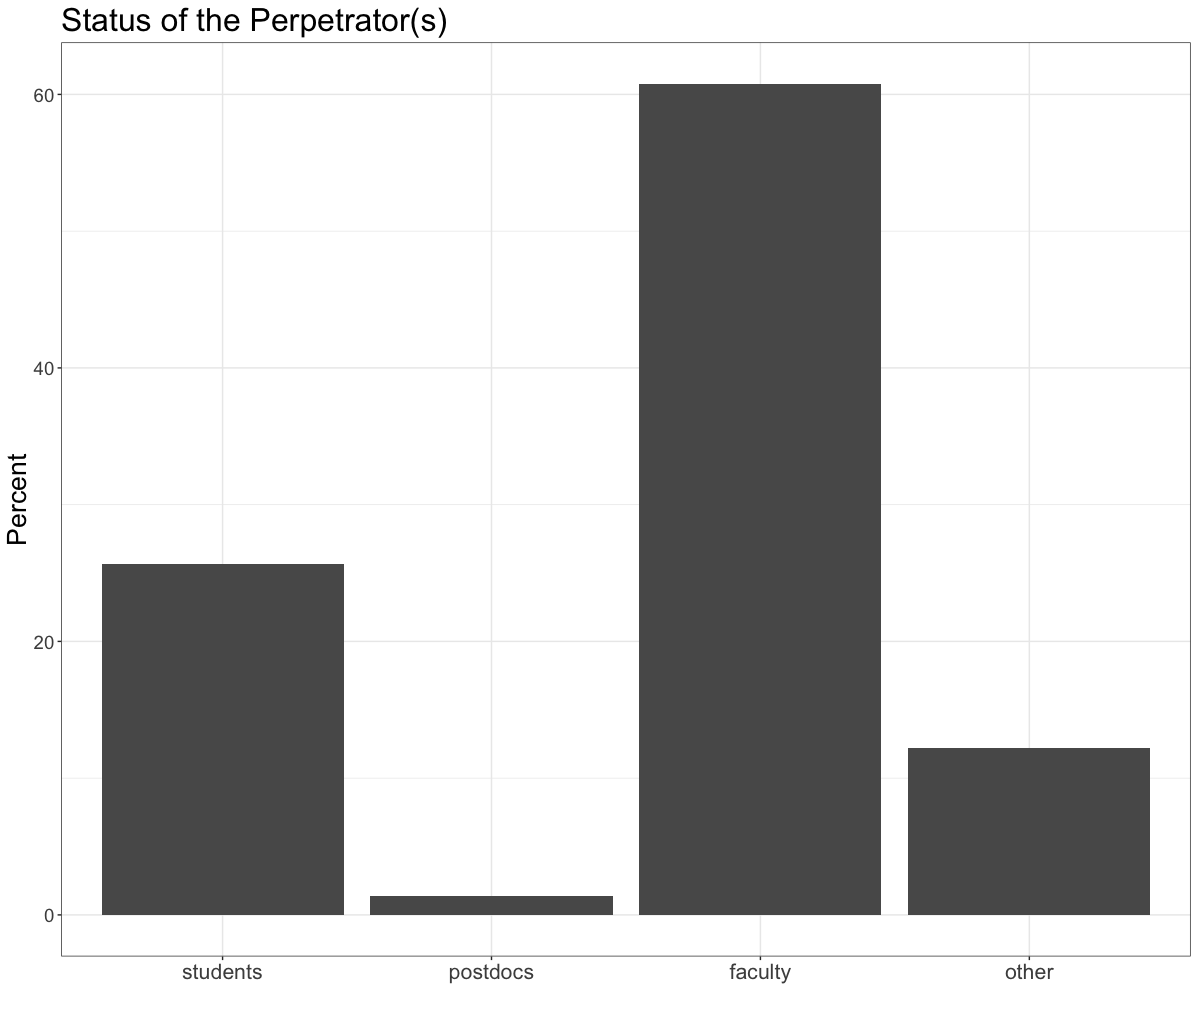 Status of the Perpetrator(s)
Percent
60
40
20
0
students postdocs faculty other